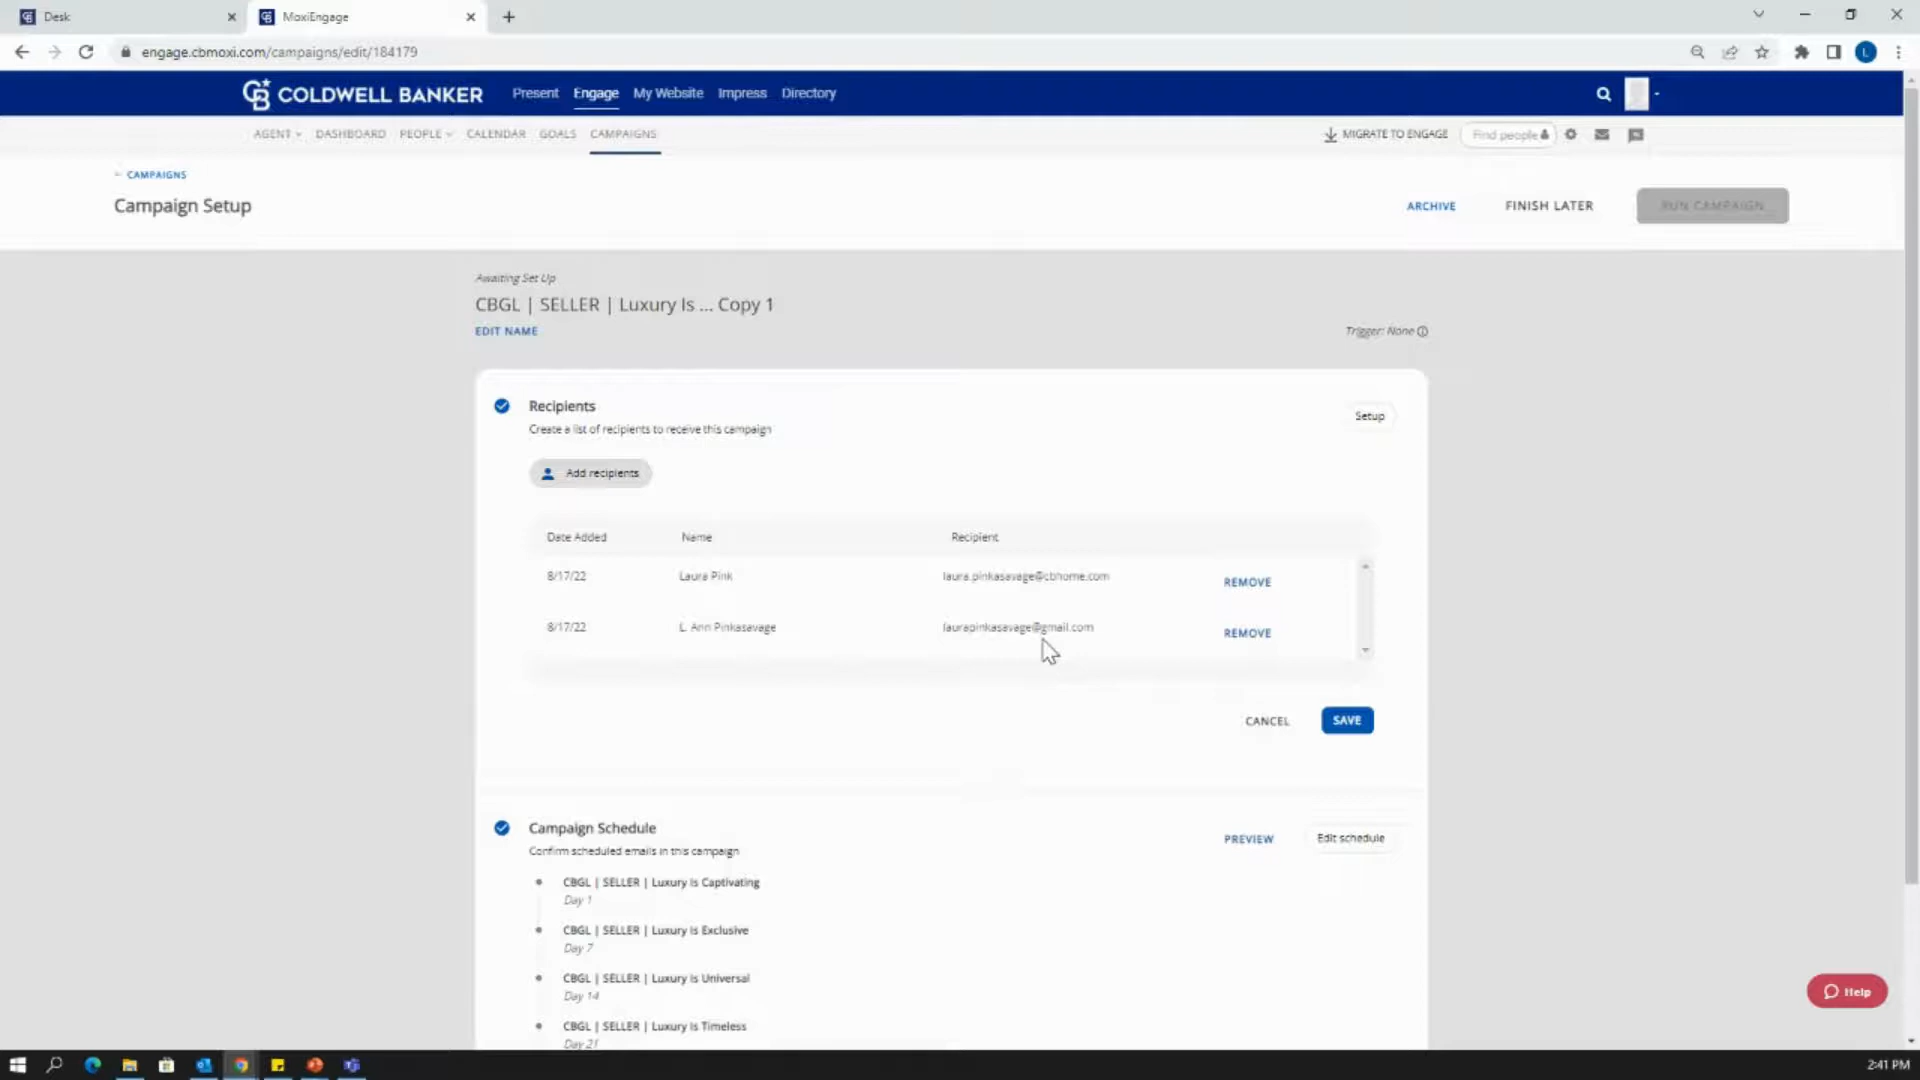 Desk
MoxiEngage
engage.cbmoxi.com/campaigns/edit/184179
L
COLDWELL BANKER
Present
Engage
My Website
Impress
Directory
AGENT
DASHBOARD
PEOPLE
CALENDAR
GOALS
CAMPAIGNS
MIGRATE TO ENGAGE
Find people
CAMPAIGNS
Campaign Setup
ARCHIVE
FINISH LATER
RUN CAMPAIGN
Awaiting Set Up
CBGL | SELLER | Luxury Is ... Copy 1
EDIT NAME
Trigger: None
Recipients
Setup
Create a list of recipients to receive this campaign
Add recipients
Date Added Name Recipient
8/17/22 Laura Pink laura.pinkasavage@cbhome.com REMOVE
8/17/22 L. Ann Pinkasavage laurapinkasavage@gmail.com REMOVE
CANCEL
SAVE
Campaign Schedule
PREVIEW
Edit schedule
Confirm scheduled emails in this campaign
CBGL | SELLER | Luxury Is Captivating
Day 1
CBGL | SELLER | Luxury Is Exclusive
Day 7
CBGL | SELLER | Luxury Is Universal
Day 14
CBGL | SELLER | Luxury Is Timeless
Day 21
Help
2:41 PM